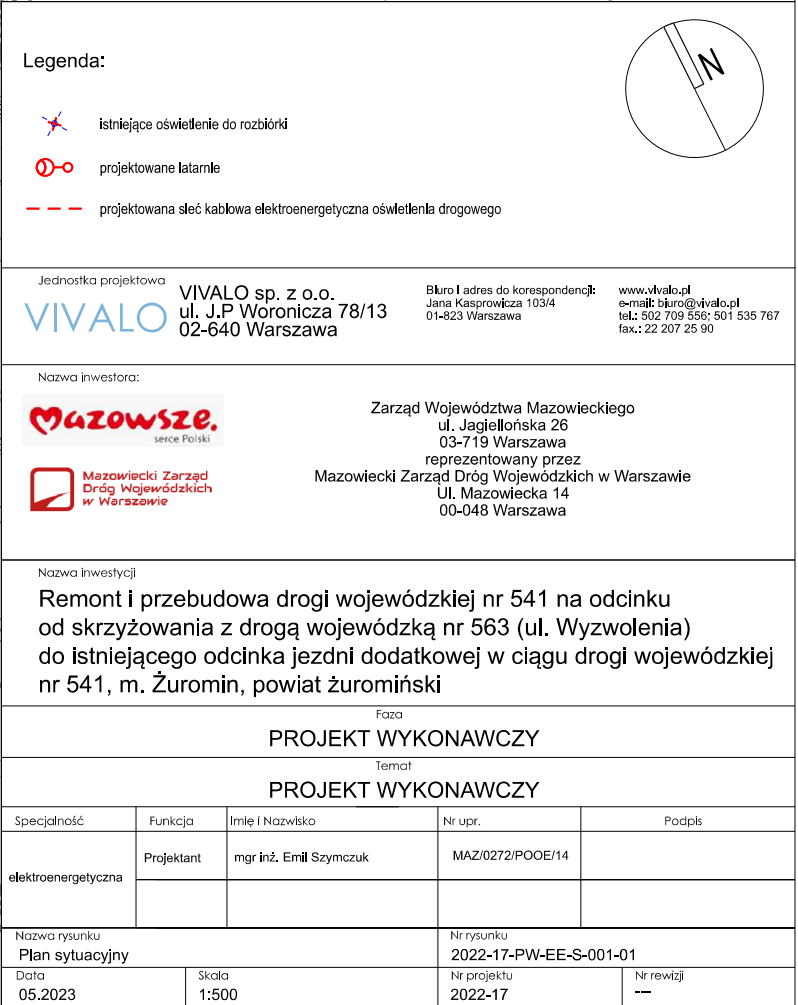 Legenda:
N
istniejące oświetlenie do rozbiórki
projektowane latarnie
projektowana sieć kablowa elektroenergetyczna oświetlenia drogowego
Jednostka projektowa
VIVALO
VIVALO sp. z o.o.
ul. J.P Woronicza 78/13
02-640 Warszawa
Biuro i adres do korespondencji:
Jana Kasprowicza 103/4
01-823 Warszawa
www.vivalo.pl
e-mail: biuro@vivalo.pl
tel.: 502 709 556; 501 535 767
fax.: 22 207 25 90
Nazwa inwestora:
Mazowsze.
serce Polski
Mazowiecki Zarząd
Dróg Wojewódzkich
w Warszawie
Zarząd Województwa Mazowieckiego
ul. Jagiellońska 26
03-719 Warszawa
reprezentowany przez
Mazowiecki Zarząd Dróg Wojewódzkich w Warszawie
Ul. Mazowiecka 14
00-048 Warszawa
Nazwa inwestycji
Remont i przebudowa drogi wojewódzkiej nr 541 na odcinku
od skrzyżowania z drogą wojewódzką nr 563 (ul. Wyzwolenia)
do istniejącego odcinka jezdni dodatkowej w ciągu drogi wojewódzkiej
nr 541, m. Żuromin, powiat żuromiński
Faza
PROJEKT WYKONAWCZY
Temat
PROJEKT WYKONAWCZY
Specjalność Funkcja Imię i Nazwisko Nr upr. Podpis
elektroenergetyczna Projektant mgr inż. Emil Szymczuk MAZ/0272/POOE/14
Nazwa rysunku
Plan sytuacyjny
Nr rysunku
2022-17-PW-EE-S-001-01
Data
05.2023
Skala
1:500
Nr projektu
2022-17
Nr rewizji
---